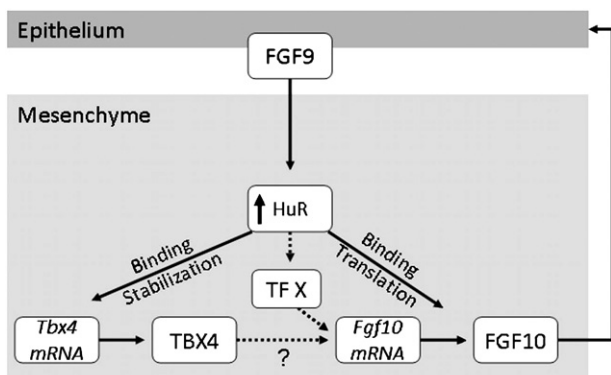 Epithelium
FGF9
Mesenchyme
HuR
Binding
Stabilization
Binding
Translation
TF X
Tbx4
mRNA
TBX4
?
Fgf10
mRNA
FGF10